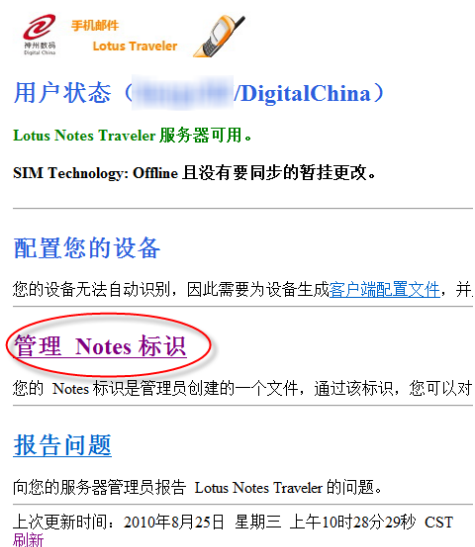 神州数码
Digital China
手机邮件
Lotus Traveler
用户状态（ /DigitalChina）
Lotus Notes Traveler 服务器可用。
SIM Technology: Offline 且没有要同步的暂挂更改。
配置您的设备
您的设备无法自动识别，因此需要为设备生成客户端配置文件，并
管理 Notes 标识
您的 Notes 标识是管理员创建的一个文件，通过该标识，您可以对
报告问题
向您的服务器管理员报告 Lotus Notes Traveler 的问题。
上次更新时间：2010年8月25日 星期三 上午10时28分29秒 CST
刷新